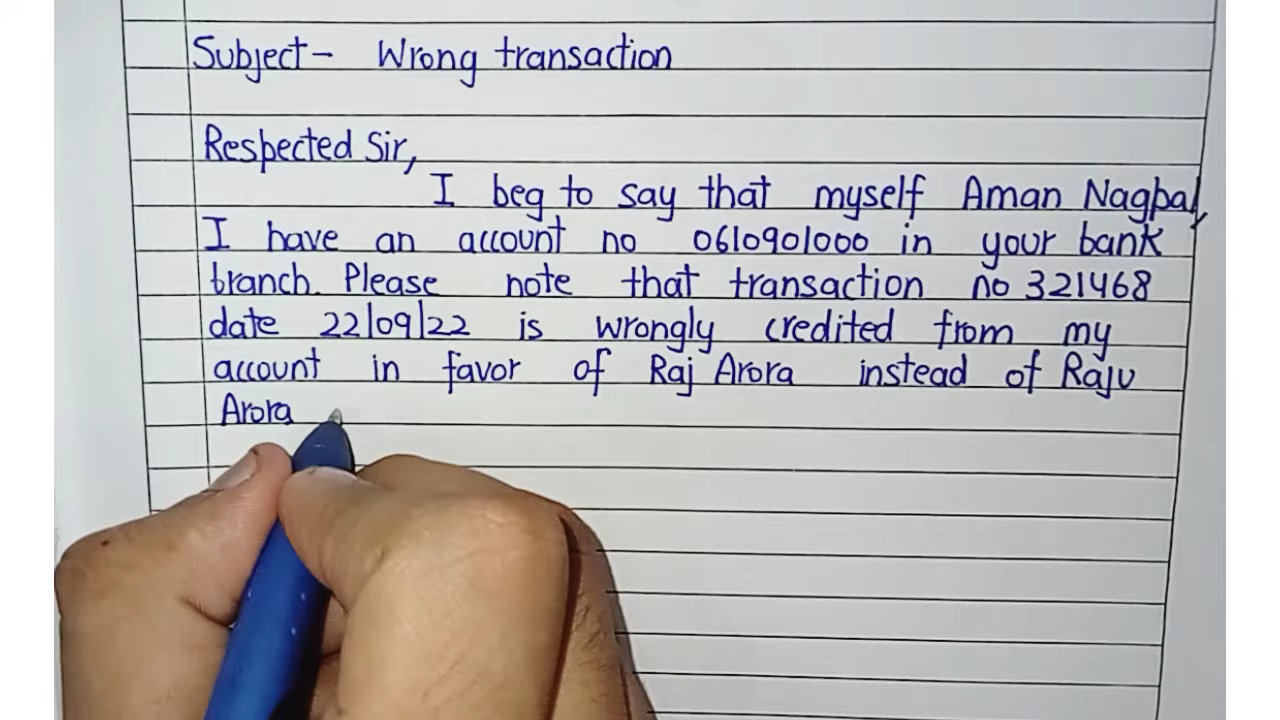 Subject- Wrong transaction
Respected Sir,
I beg to say that myself Aman Nagpal,
I have an account no 0610901000 in your bank
branch. Please note that transaction no 321468
date 22/09/22 is wrongly credited from my
account in favor of Raj Arora instead of Raju
Arora